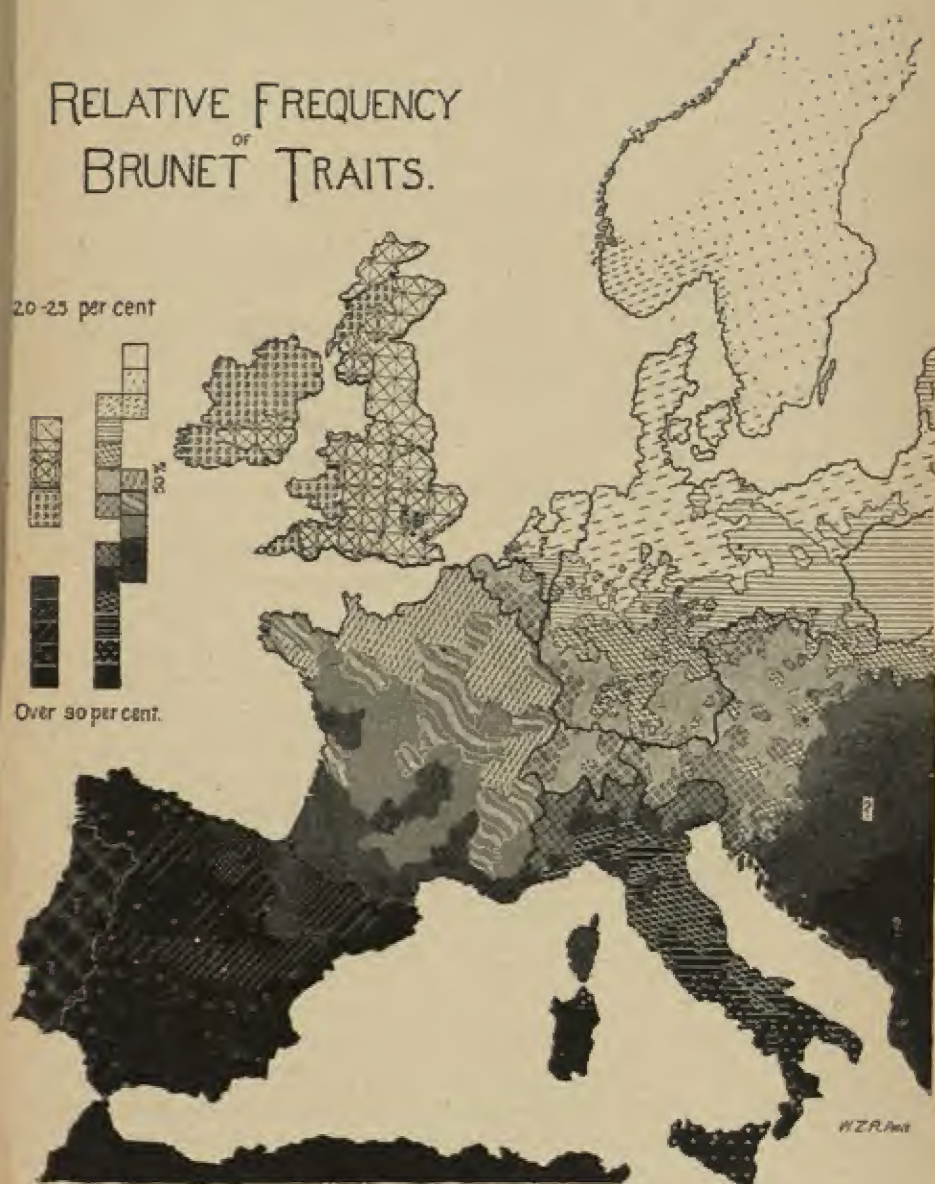 RELATIVE FREQUENCY
OF
BRUNET TRAITS.
20-25 per cent
50%
Over 90 per cent.
W.Z.R.